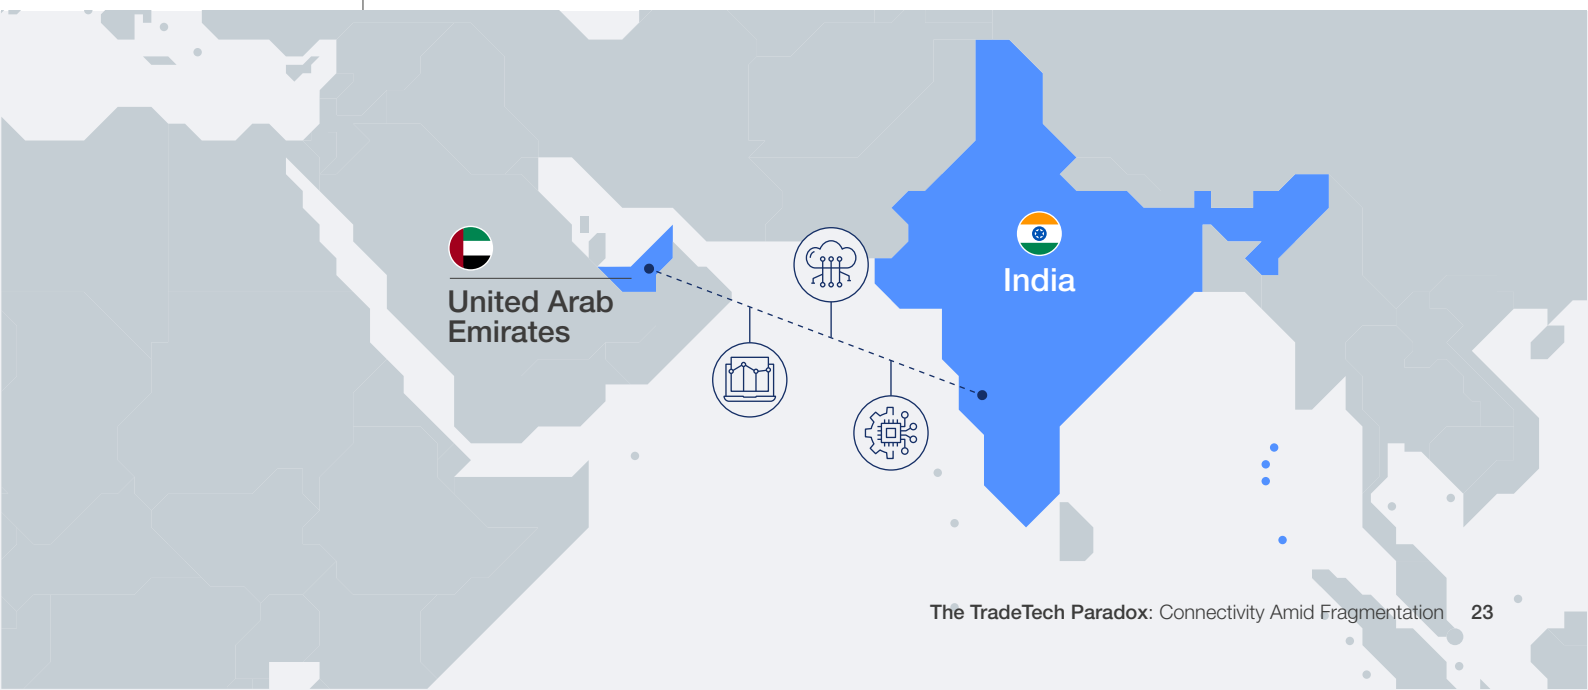 United Arab
Emirates
India
The TradeTech Paradox: Connectivity Amid Fragmentation 23